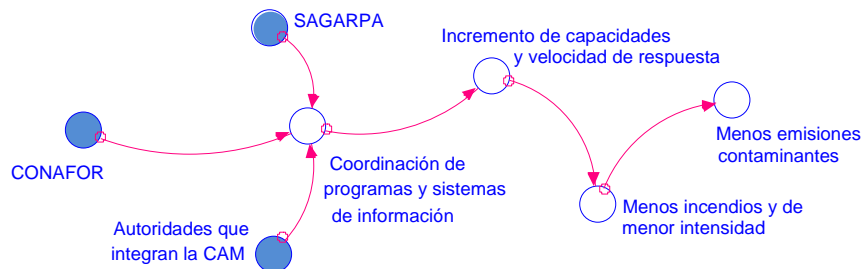 SAGARPA
Incremento de capacidades
y velocidad de respuesta
CONAFOR
Coordinación de
programas y sistemas
de información
Autoridades que
integran la CAM
Menos emisiones
contaminantes
Menos incendios y de
menor intensidad